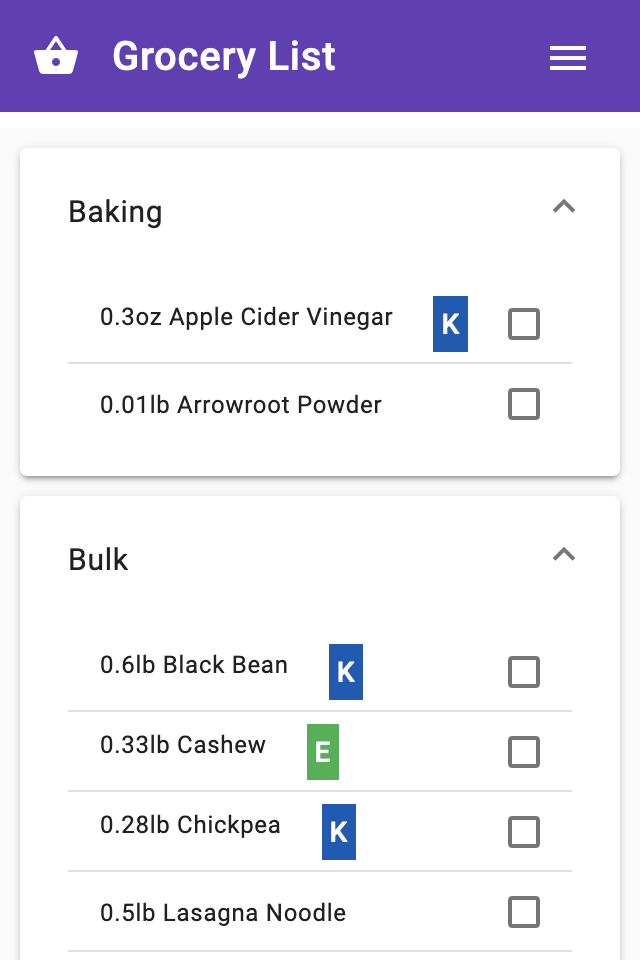 Grocery List
Baking
0.3oz Apple Cider Vinegar K
0.01lb Arrowroot Powder
Bulk
0.6lb Black Bean K
0.33lb Cashew E
0.28lb Chickpea K
0.5lb Lasagna Noodle